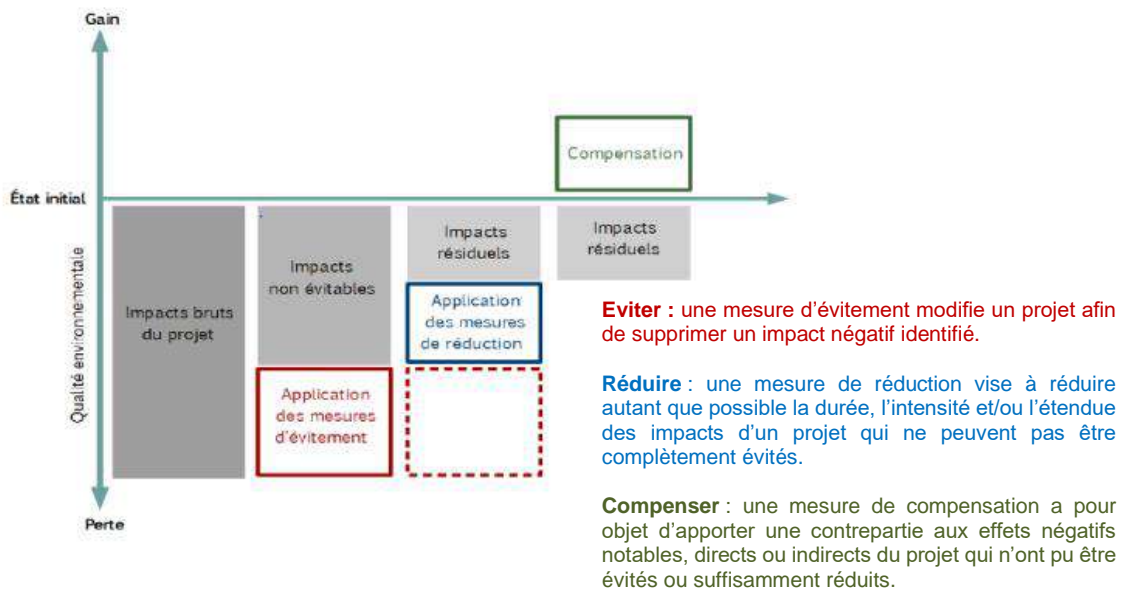 Gain
Compensation
État initial
Qualité environnementale
Impacts bruts
du projet
Impacts
non évitables
Application
des mesures
d'évitement
Impacts
résiduels
Application
des mesures
de réduction
Impacts
résiduels
Perte
Eviter : une mesure d'évitement modifie un projet afin
de supprimer un impact négatif identifié.
Réduire : une mesure de réduction vise à réduire
autant que possible la durée, l'intensité et/ou l'étendue
des impacts d'un projet qui ne peuvent pas être
complètement évités.
Compenser : une mesure de compensation a pour
objet d'apporter une contrepartie aux effets négatifs
notables, directs ou indirects du projet qui n'ont pu être
évités ou suffisamment réduits.